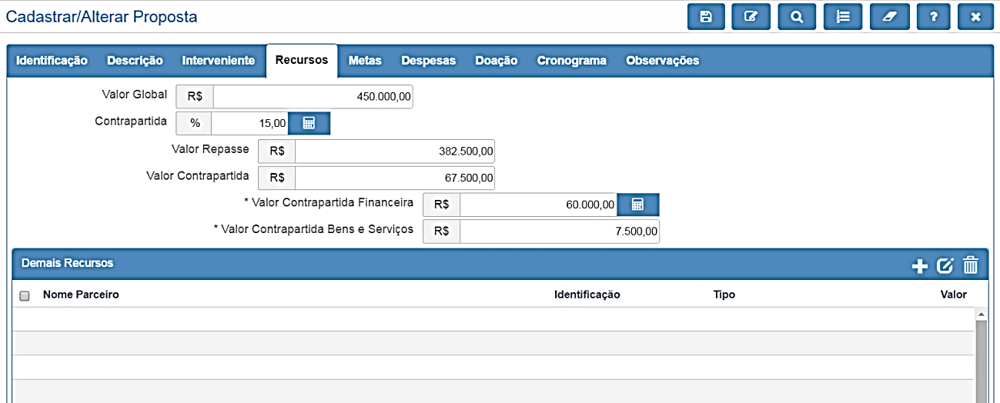 Cadastrar/Alterar Proposta ?
Identificação Descrição Interveniente Recursos Metas Despesas Doação Cronograma Observações
Valor Global R$ 450.000,00
Contrapartida % 15,00
Valor Repasse R$ 382.500,00
Valor Contrapartida R$ 67.500,00
* Valor Contrapartida Financeira R$ 60.000,00
* Valor Contrapartida Bens e Serviços R$ 7.500,00
Demais Recursos
Nome Parceiro Identificação Tipo Valor